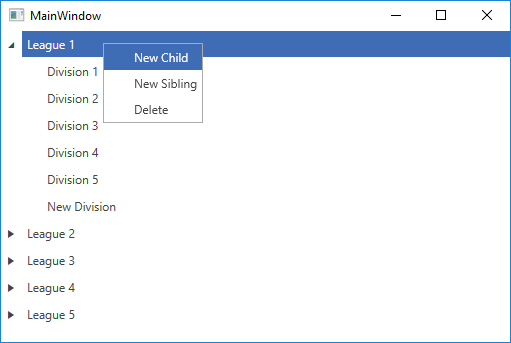 MainWindow
League 1
New Child
Division 1
New Sibling
Division 2
Delete
Division 3
Division 4
Division 5
New Division
League 2
League 3
League 4
League 5